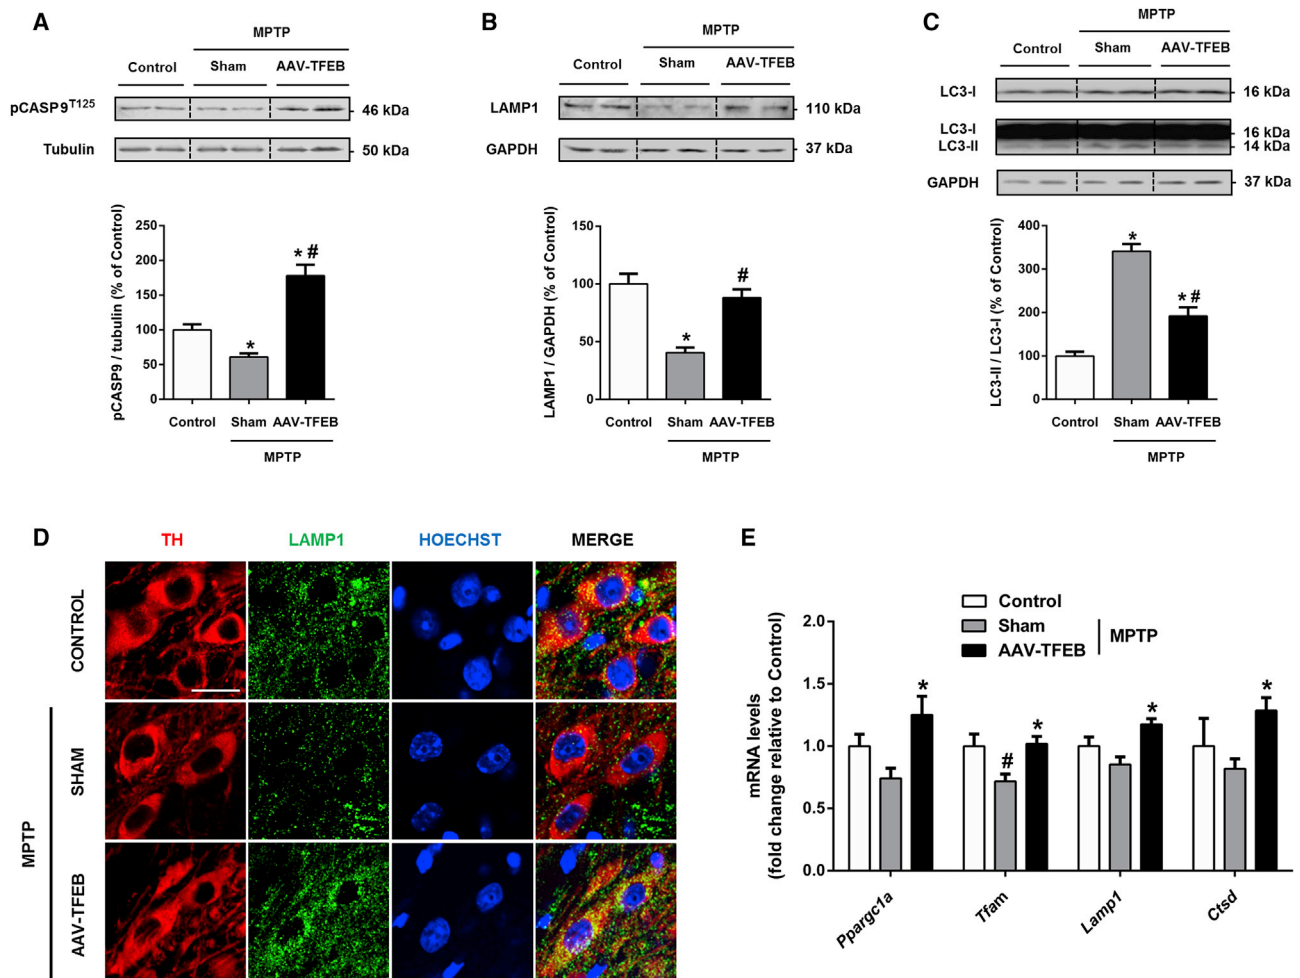 A
MPTP
Control Sham AAV-TFEB
pCASP9T125 46 kDa
Tubulin 50 kDa
pCASP9 / tubulin (% of Control)
250
200
150
100
50
0
*
* #
Control Sham AAV-TFEB
MPTP
B
MPTP
Control Sham AAV-TFEB
LAMP1 110 kDa
GAPDH 37 kDa
LAMP1 / GAPDH (% of Control)
150
100
50
0
*
#
Control Sham AAV-TFEB
MPTP
C
MPTP
Control Sham AAV-TFEB
LC3-I 16 kDa
LC3-I 16 kDa
LC3-II 14 kDa
GAPDH 37 kDa
LC3-II / LC3-I (% of Control)
400
300
200
100
0
*
* #
Control Sham AAV-TFEB
MPTP
D
TH LAMP1 HOECHST MERGE
CONTROL
SHAM
AAV-TFEB
MPTP
E
Control
Sham
AAV-TFEB
MPTP
mRNA levels
(fold change relative to Control)
2.0
1.5
1.0
0.5
0.0
*
#
*
*
*
Ppargc1a Tfam Lamp1 Ctsd